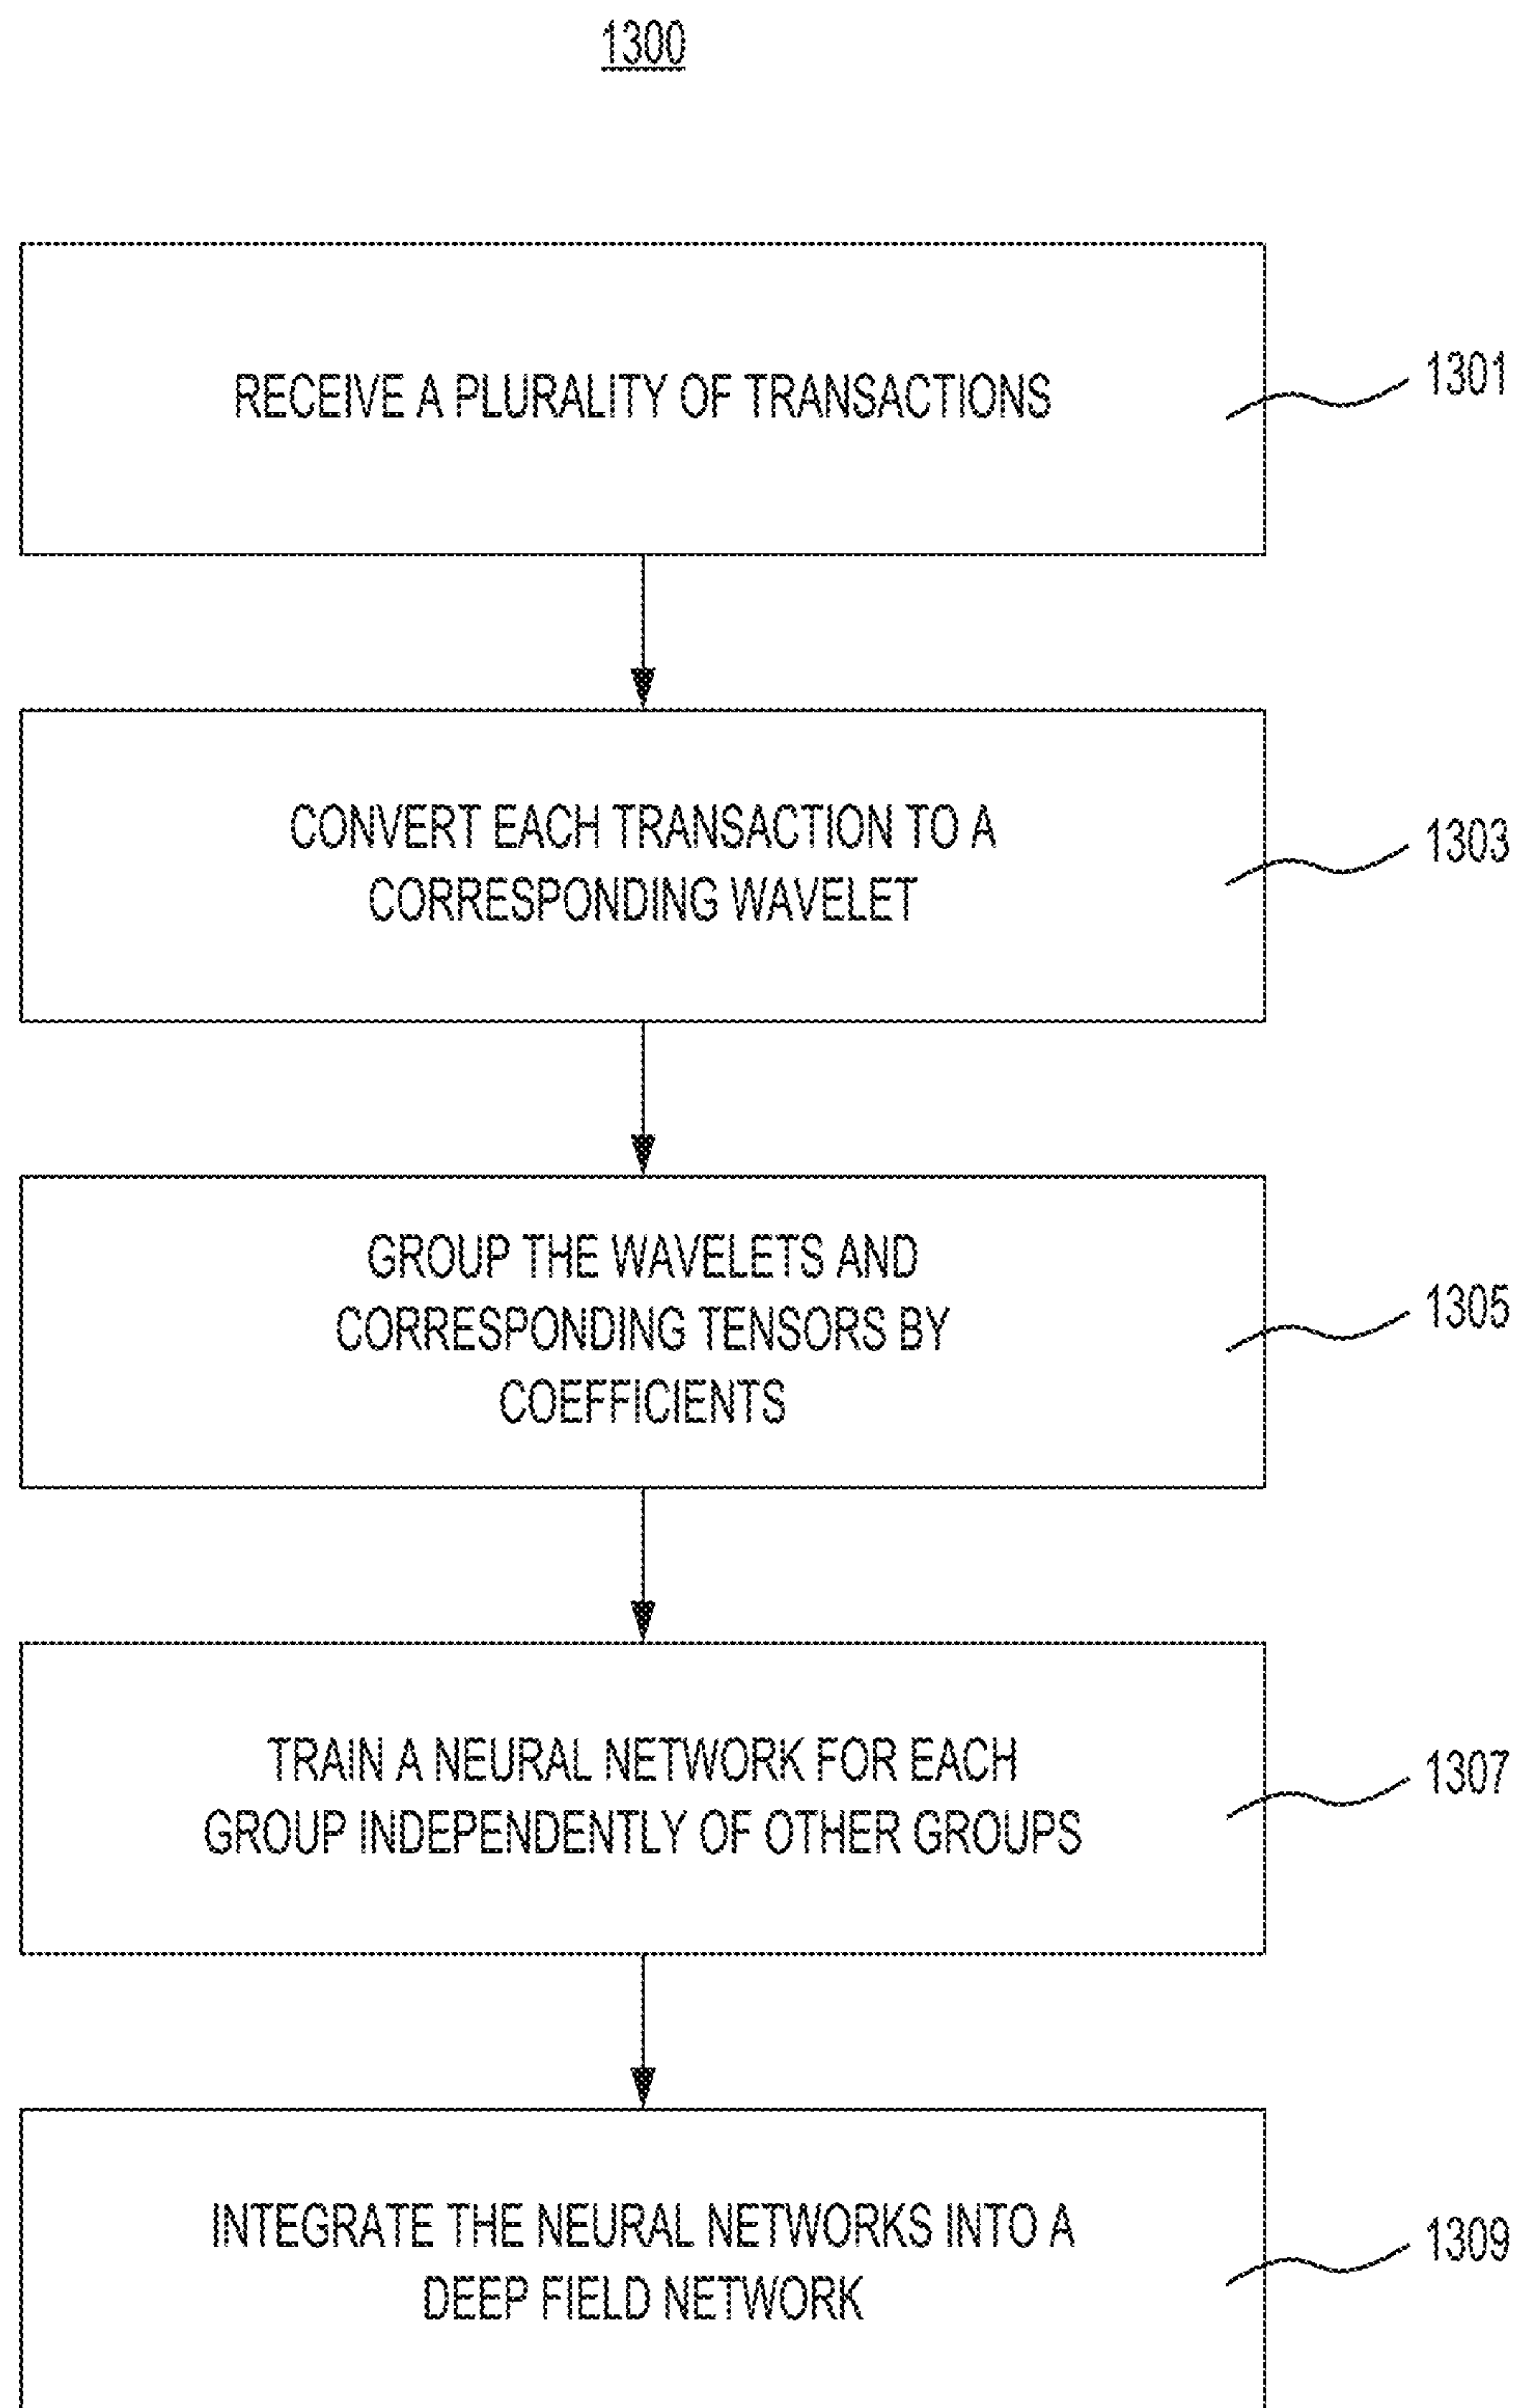 1300
RECEIVE A PLURALITY OF TRANSACTIONS
1301
CONVERT EACH TRANSACTION TO A
CORRESPONDING WAVELET
1303
GROUP THE WAVELETS AND
CORRESPONDING TENSORS BY
COEFFICIENTS
1305
TRAIN A NEURAL NETWORK FOR EACH
GROUP INDEPENDENTLY OF OTHER GROUPS
1307
INTEGRATE THE NEURAL NETWORKS INTO A
DEEP FIELD NETWORK
1309